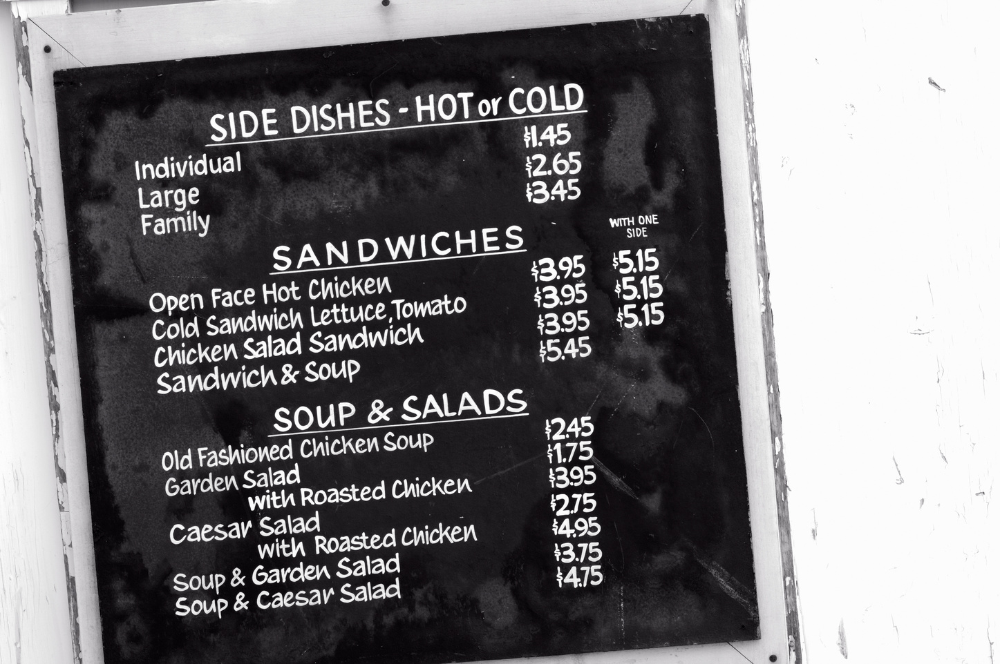 SIDE DISHES - HOT or COLD
Individual $1.45
Large $2.65
Family $3.45
SANDWICHES WITH ONE SIDE
Open Face Hot Chicken $3.95 $5.15
Cold Sandwich Lettuce, Tomato $3.95 $5.15
Chicken Salad Sandwich $3.95 $5.15
Sandwich & Soup $5.45
SOUP & SALADS
Old Fashioned Chicken Soup $2.45
Garden Salad $1.75
with Roasted Chicken $3.95
Caesar Salad $2.75
with Roasted Chicken $4.95
Soup & Garden Salad $3.75
Soup & Caesar Salad $4.75